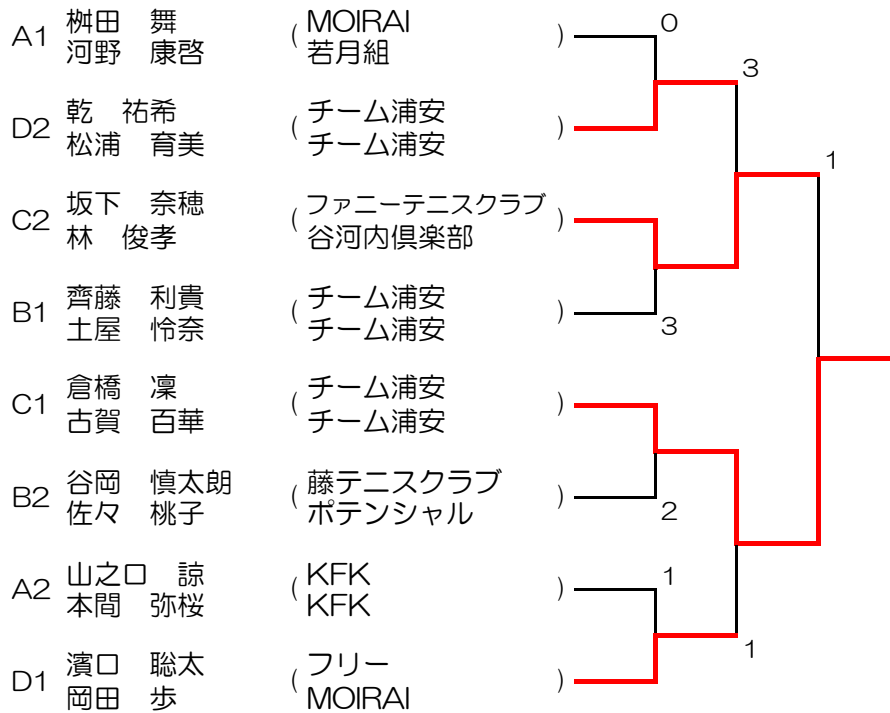 桝田　舞 ( MOIRAI ) 0
A1
河野　康啓 若月組
3
乾　祐希 ( チーム浦安 )
D2
松浦　育美 チーム浦安
1
坂下　奈穂 ( ファニーテニスクラブ )
C2
林　俊孝 谷河内倶楽部
齊藤　利貴 ( チーム浦安 )
B1
土屋　怜奈 チーム浦安 3
倉橋　凜 ( チーム浦安 )
C1
古賀　百華 チーム浦安
谷岡　慎太朗 ( 藤テニスクラブ )
B2
佐々　桃子 ポテンシャル 2
山之口　諒 ( KFK ) 1
A2
本間　弥桜 KFK
1
濱口　聡太 ( フリー )
D1
岡田　歩 MOIRAI